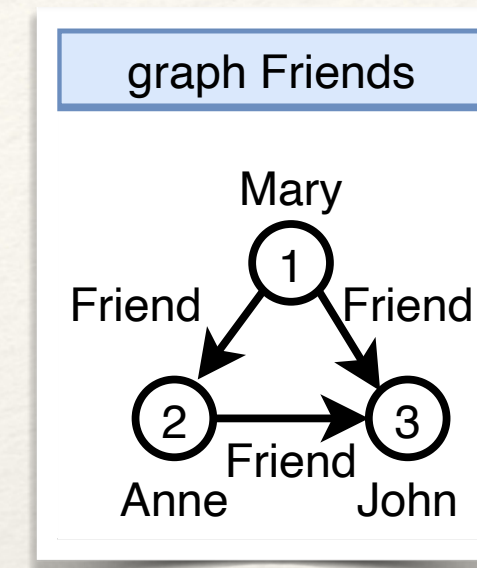 graph Friends
Mary
1
Friend Friend
2 3
Friend
Anne John